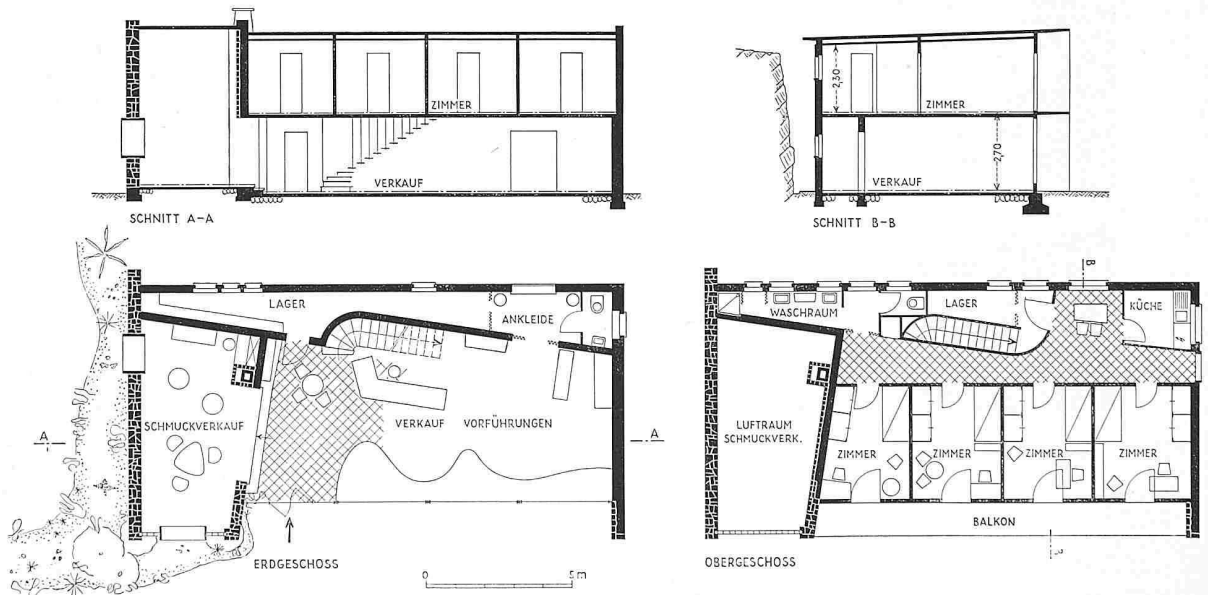 ZIMMER
VERKAUF
SCHNITT A-A
2,30
ZIMMER
2,70
VERKAUF
SCHNITT B-B
LAGER
ANKLEIDE
SCHMUCKVERKAUF
VERKAUF
VORFÜHRUNGEN
A
A
ERDGESCHOSS
0
5m
B
WASCHRAUM
LAGER
KÜCHE
LUFTRAUM
SCHMUCKVERK.
ZIMMER
ZIMMER
ZIMMER
ZIMMER
BALKON
OBERGESCHOSS